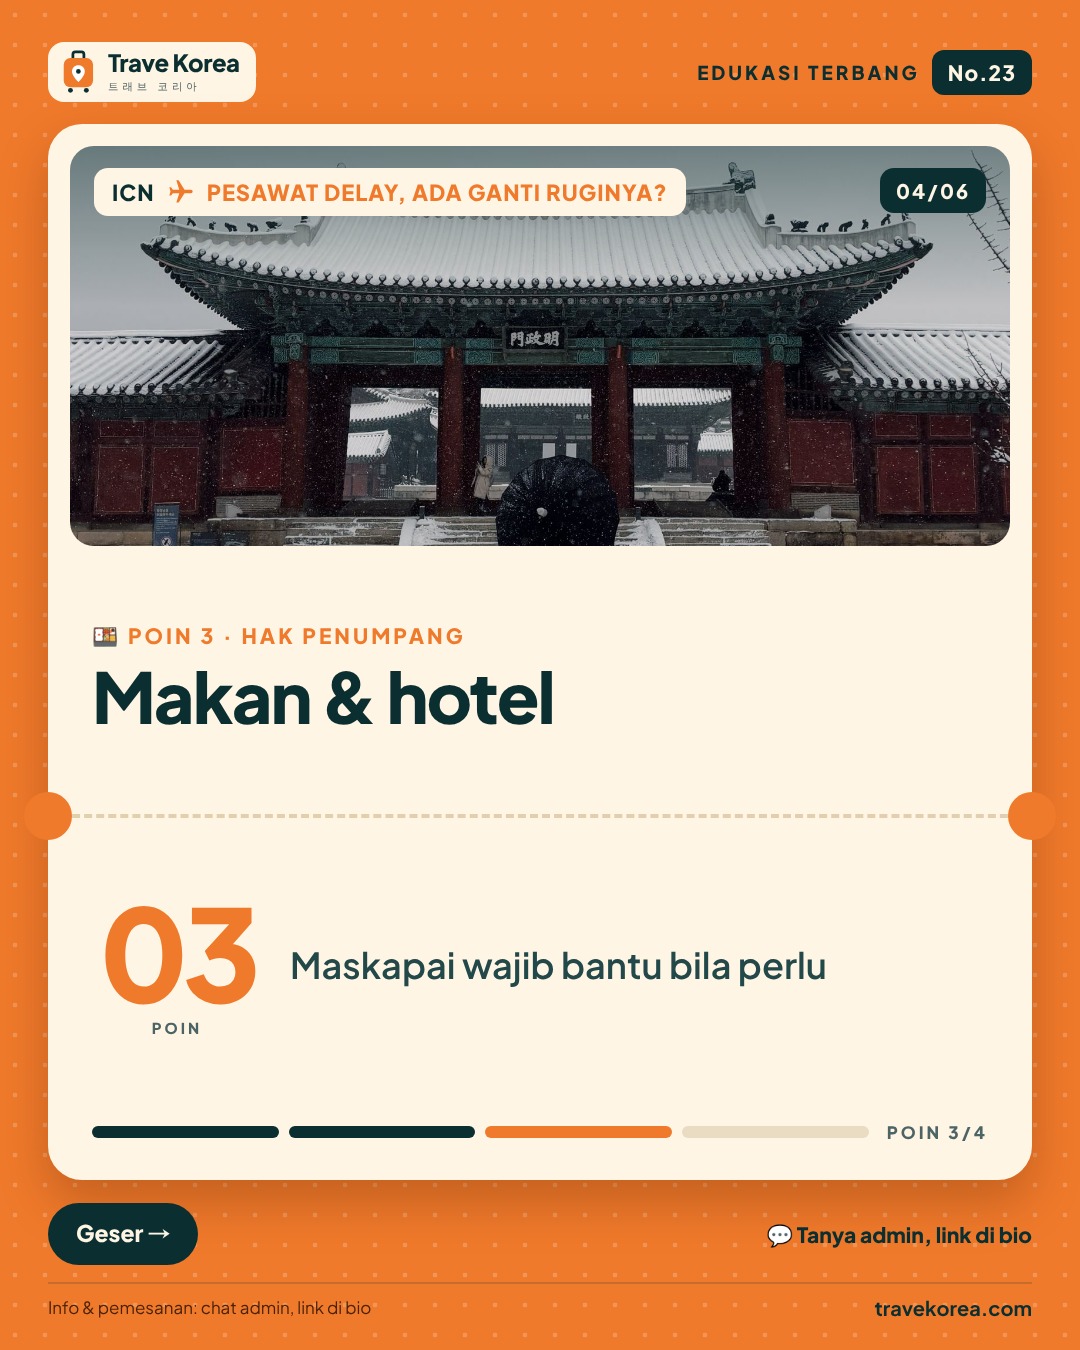 Trave Korea
트래브 코리아
EDUKASI TERBANG
No.23
ICN ✈ PESAWAT DELAY, ADA GANTI RUGINYA?
04/06
門政明
🍱 POIN 3 · HAK PENUMPANG
Makan & hotel
03
POIN
Maskapai wajib bantu bila perlu
POIN 3/4
Geser →
💬 Tanya admin, link di bio
Info & pemesanan: chat admin, link di bio
travekorea.com